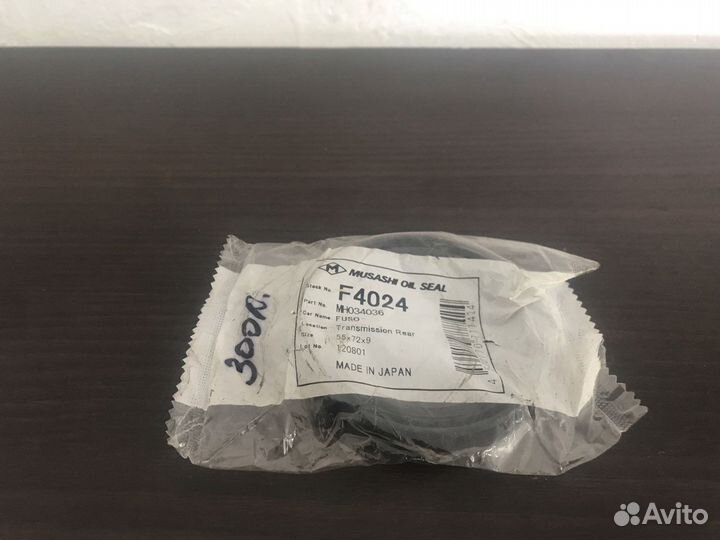 M MUSASHI OIL SEAL
Stock No. F4024
Part No. MH034036
Car Name FUSO
Location Transmission Rear
Size 55x72x9
Lot No. 120801
MADE IN JAPAN
300R.
Avito